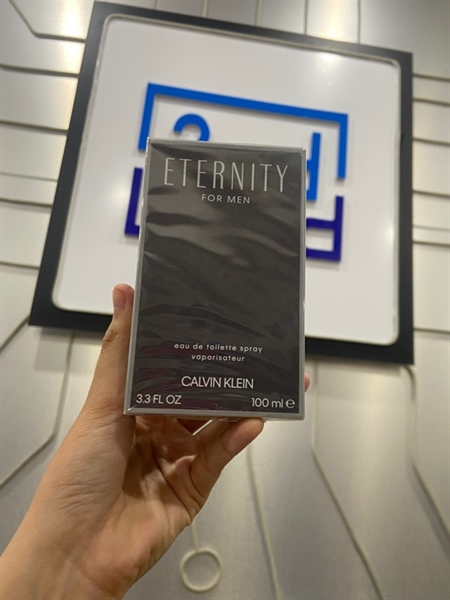 ETERNITY
FOR MEN
eau de toilette spray
vaporisateur
CALVIN KLEIN
3.3 FL OZ 100 ml ℮